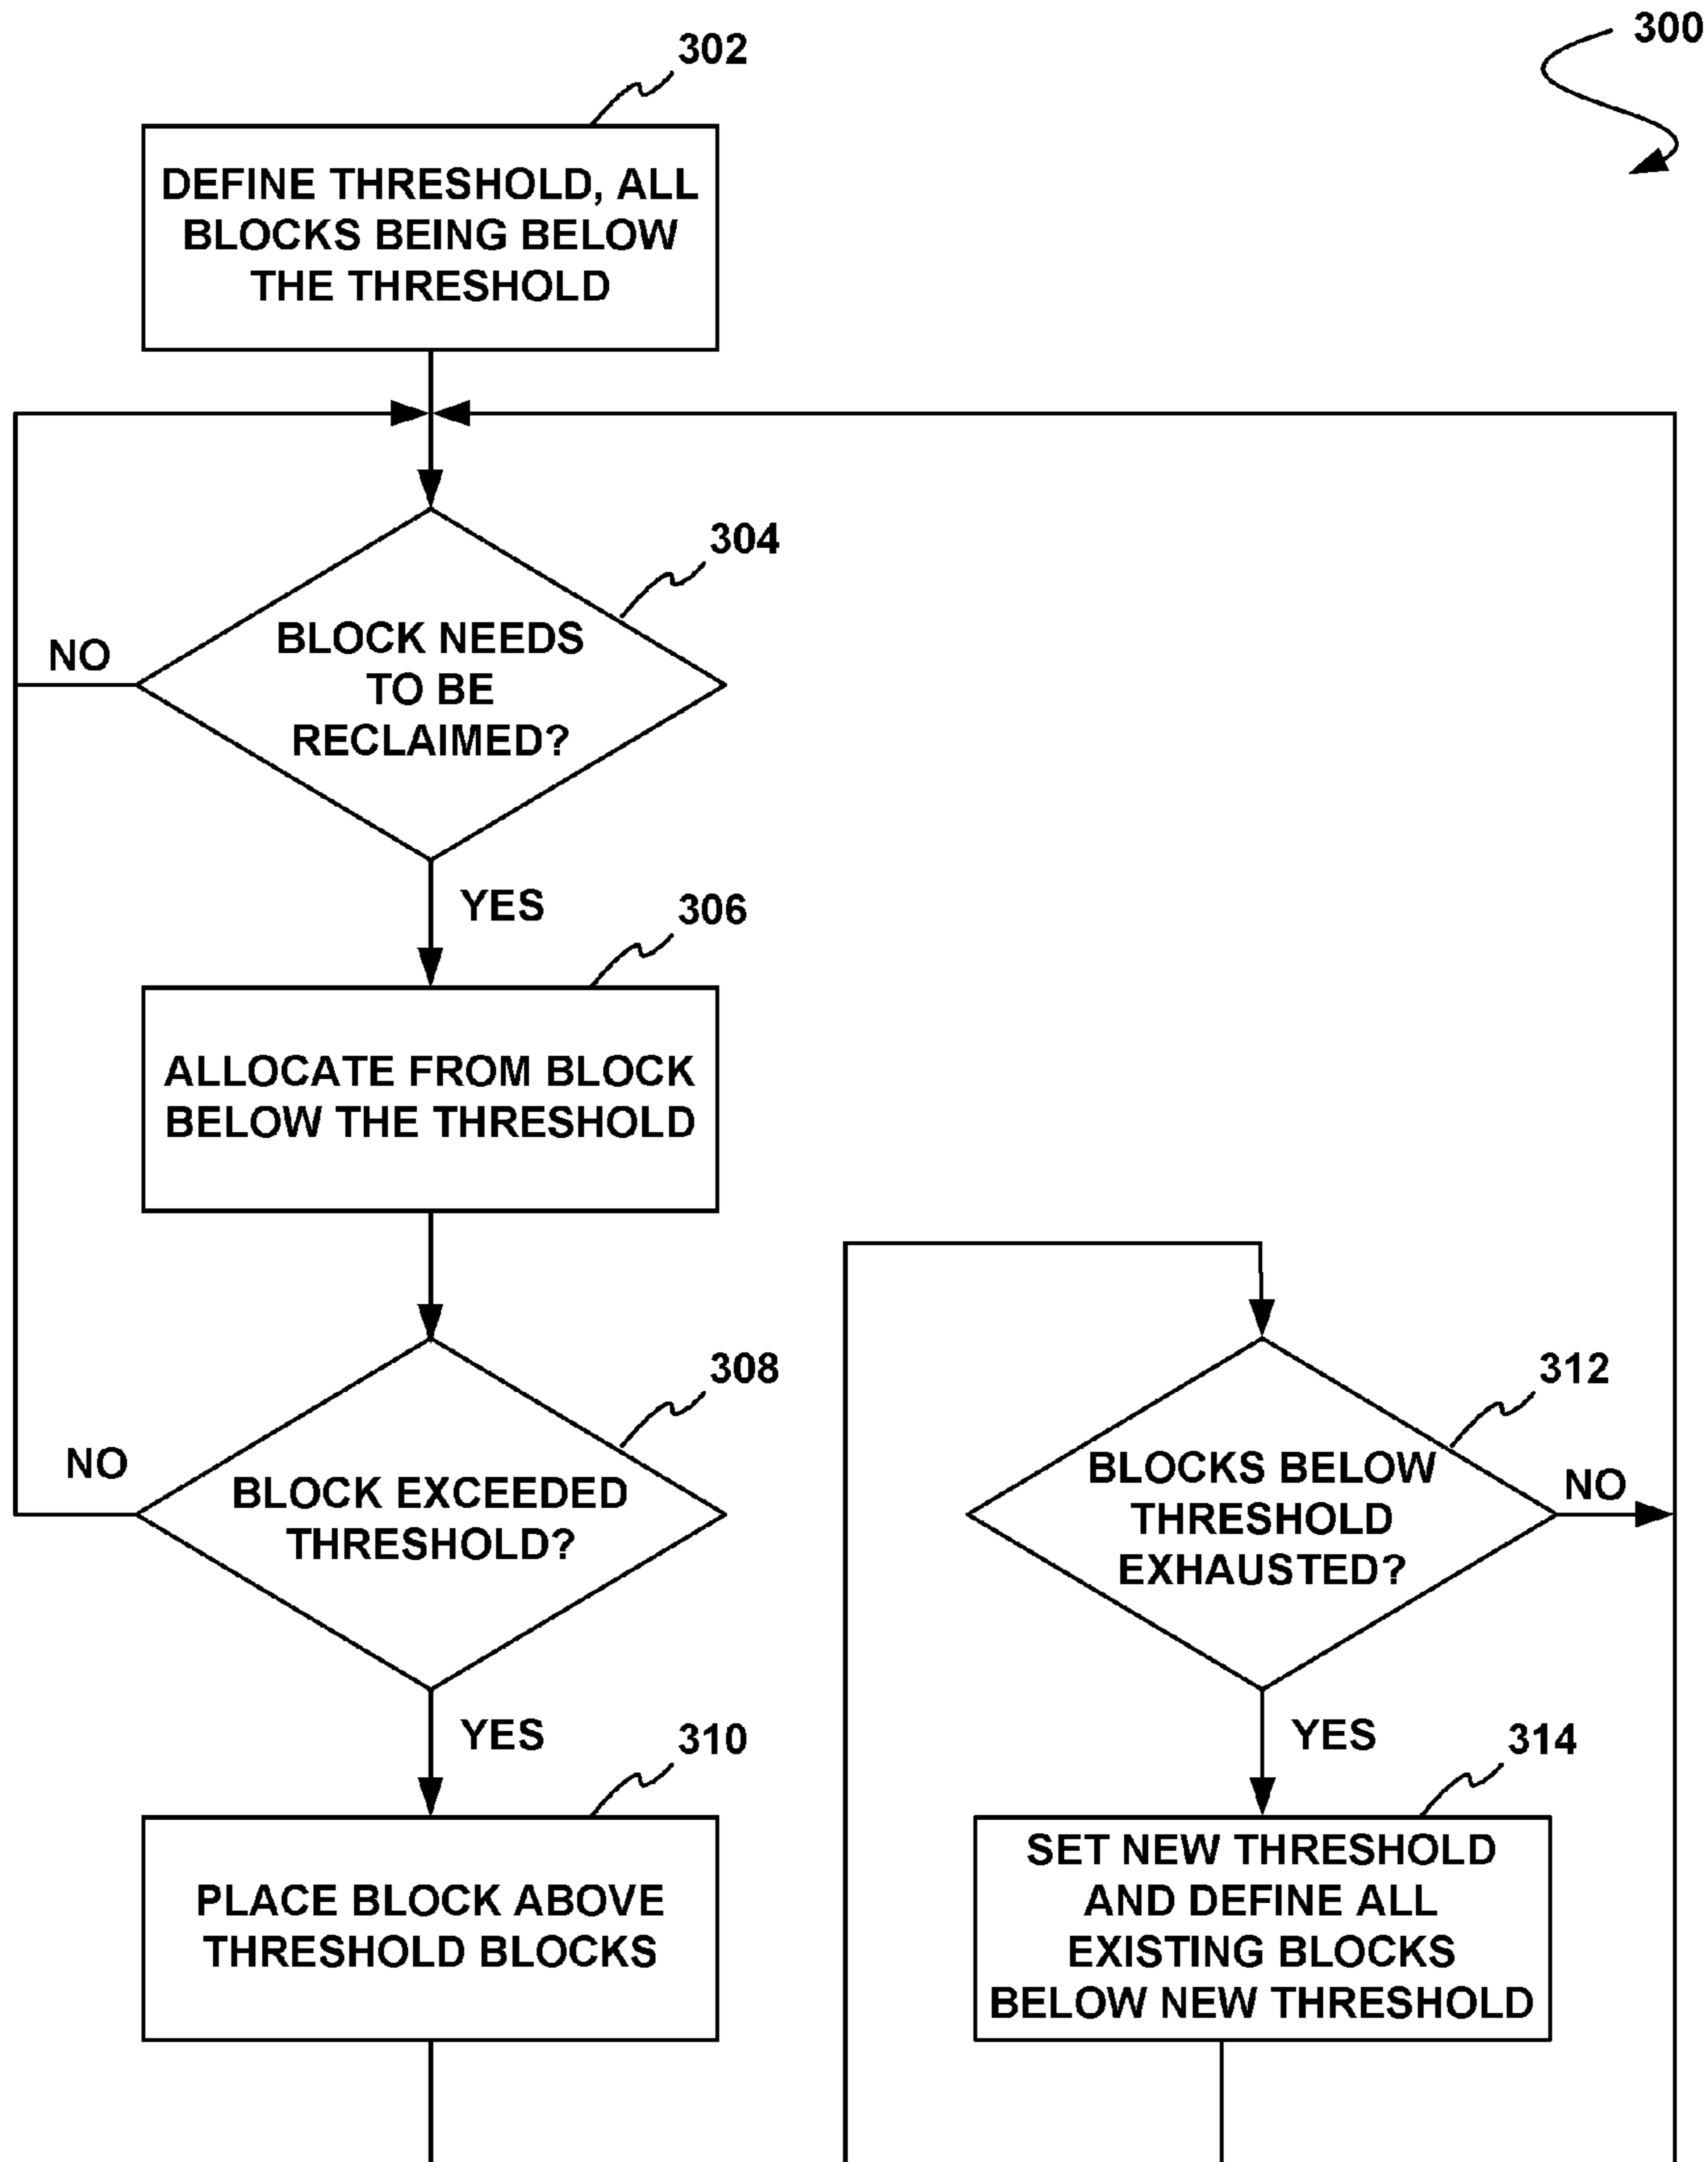 300
302
DEFINE THRESHOLD, ALL
BLOCKS BEING BELOW
THE THRESHOLD
304
BLOCK NEEDS
TO BE
RECLAIMED?
NO
YES
306
ALLOCATE FROM BLOCK
BELOW THE THRESHOLD
308
BLOCK EXCEEDED
THRESHOLD?
NO
YES
310
PLACE BLOCK ABOVE
THRESHOLD BLOCKS
312
BLOCKS BELOW
THRESHOLD
EXHAUSTED?
NO
YES
314
SET NEW THRESHOLD
AND DEFINE ALL
EXISTING BLOCKS
BELOW NEW THRESHOLD